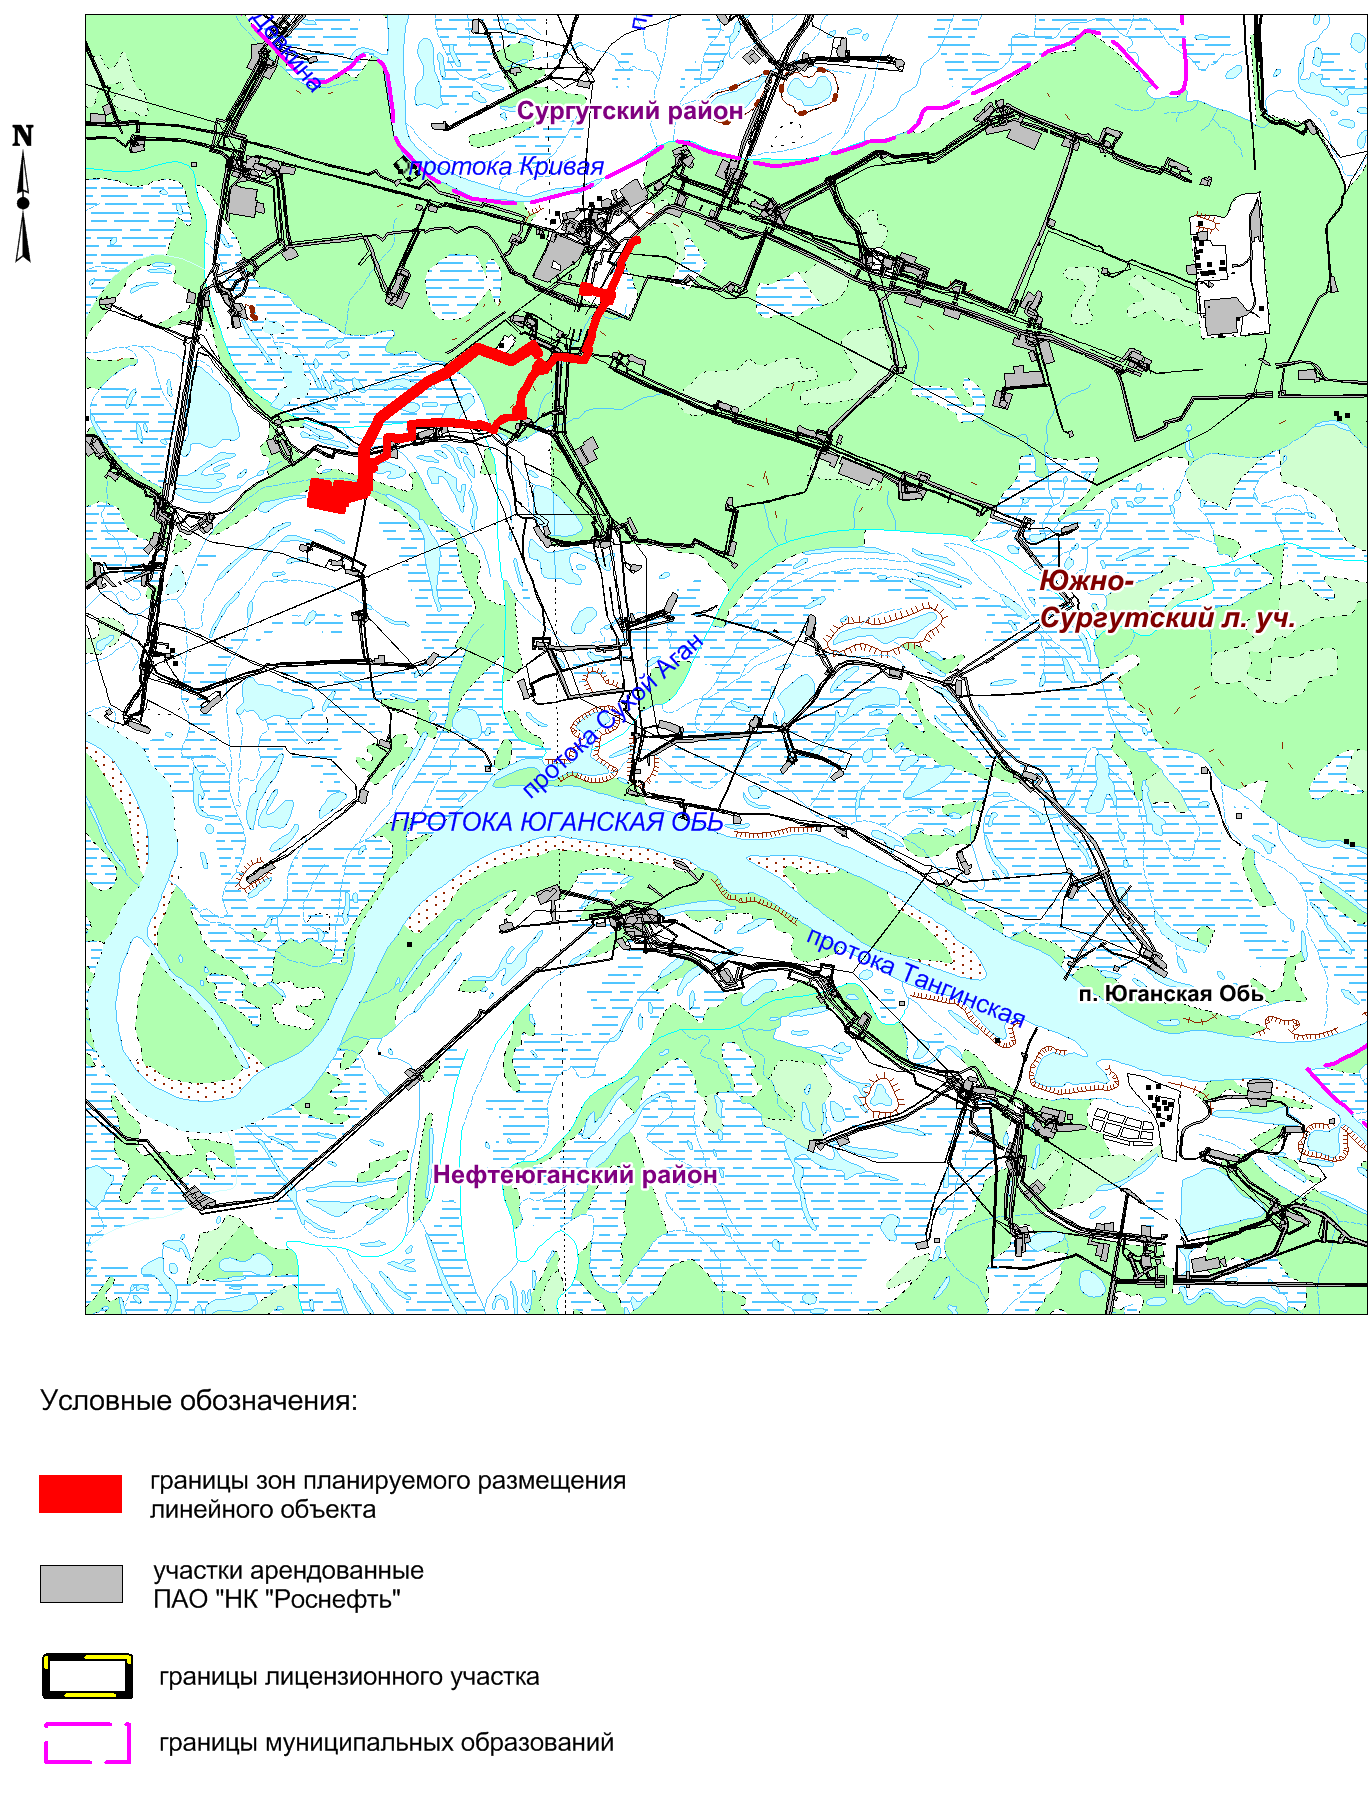 Девкина
N
Сургутский район
протока Кривая
Южно-
Сургутский л. уч.
протока Сухой Аган
ПРОТОКА ЮГАНСКАЯ ОБЬ
протока Тангинская
п. Юганская Обь
Нефтеюганский район
Условные обозначения:
границы зон планируемого размещения
линейного объекта
участки арендованные
ПАО "НК "Роснефть"
границы лицензионного участка
границы муниципальных образований